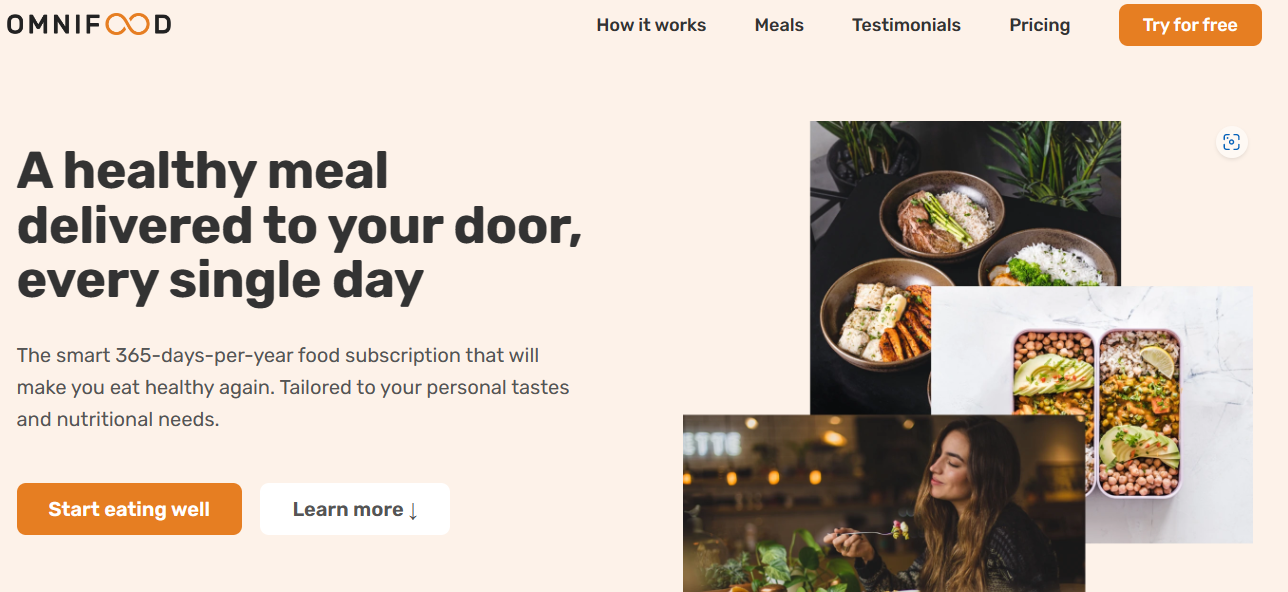 OMNIFOOD
How it works
Meals
Testimonials
Pricing
Try for free
A healthy meal
delivered to your door,
every single day
The smart 365-days-per-year food subscription that will
make you eat healthy again. Tailored to your personal tastes
and nutritional needs.
Start eating well
Learn more ↓
ETTE